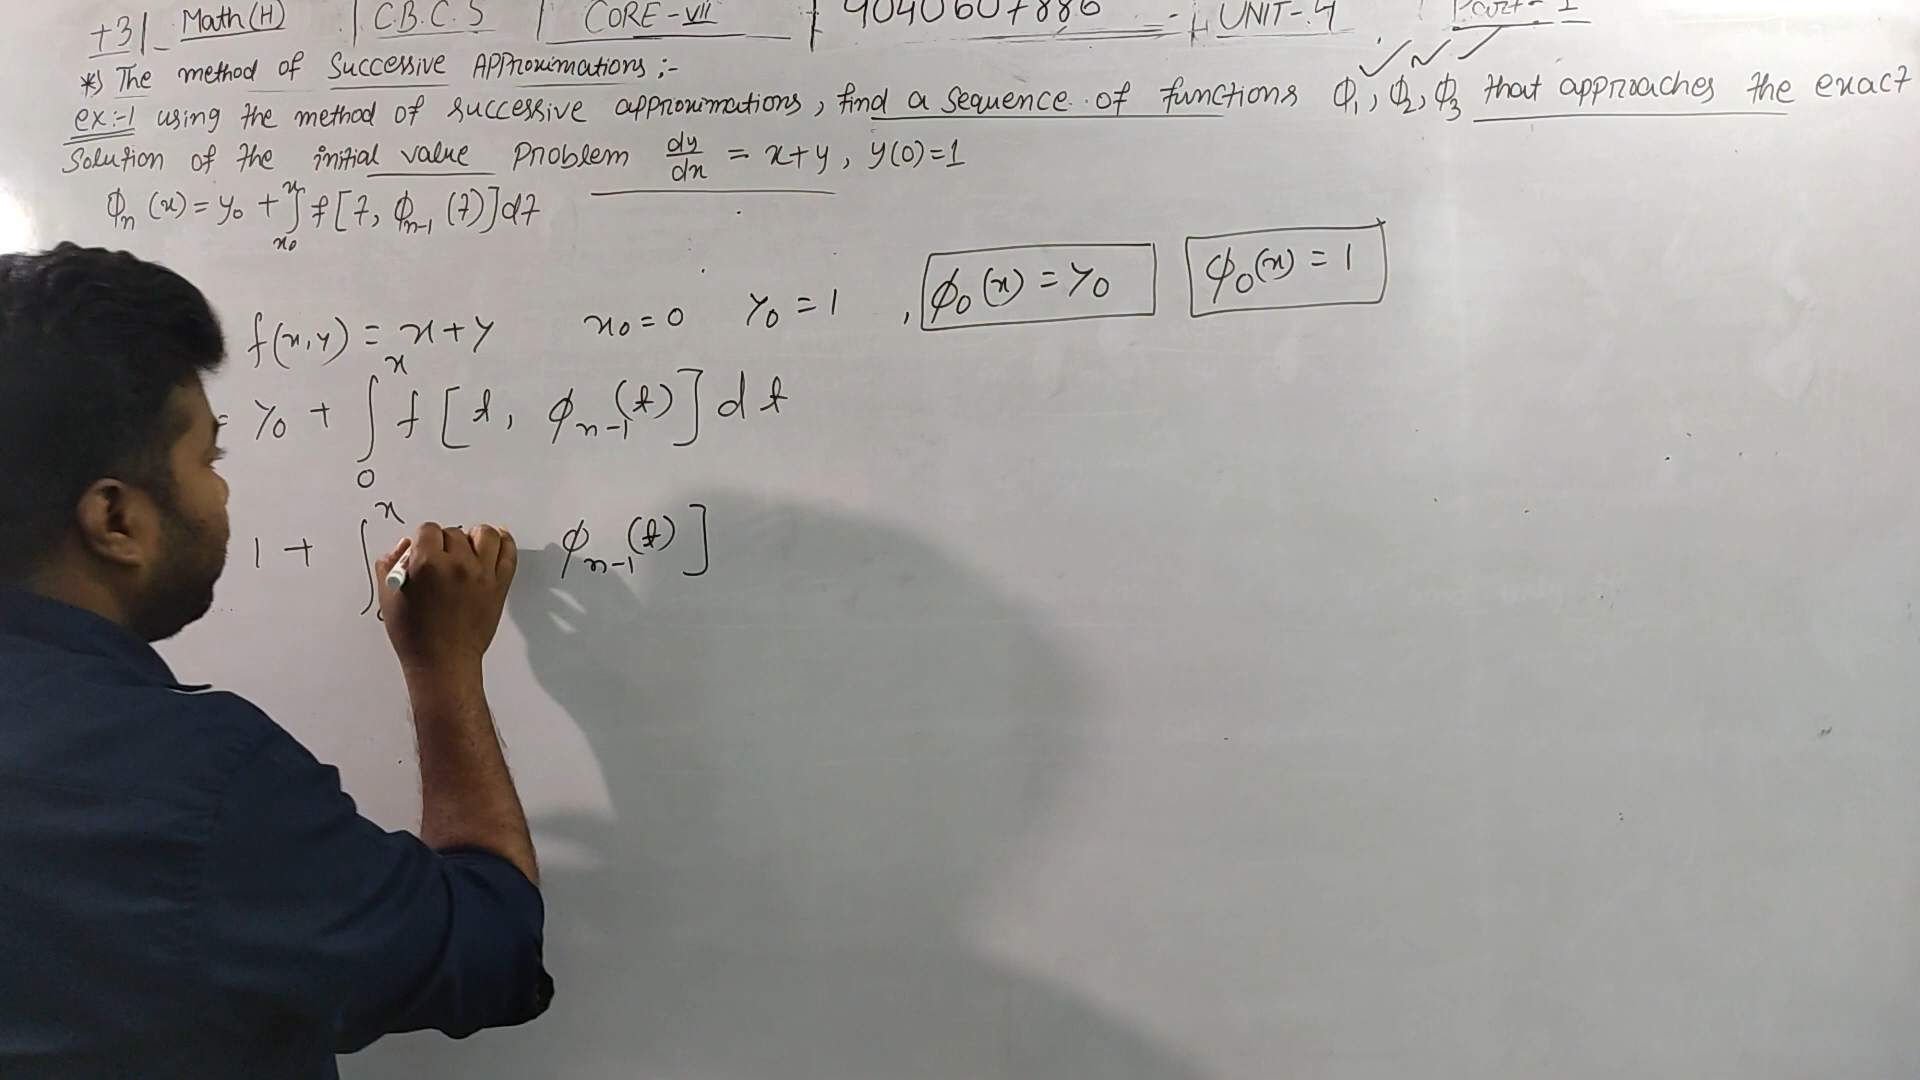 +3 | - Math(H) | C.B.C.S | CORE - VII | 9040607886 - | UNIT-4 Part - I
*) The method of Successive Approximations :-
ex:-1 using the method of successive approximations, find a sequence of functions ϕ₁, ϕ₂, ϕ₃ that approaches the exact
Solution of the initial value Problem dy/dx = x+y, y(0)=1
ϕₙ(x) = y₀ + ∫ₓ₀ˣ f[t, ϕₙ₋₁(t)]dt
ϕ₀(x) = y₀ ϕ₀(x) = 1
f(x,y) = x+y x₀=0 y₀=1 ,
= y₀ + ∫₀ˣ f[t, ϕₙ₋₁(t)]dt
1 + ∫ˣ ϕₙ₋₁(t)]